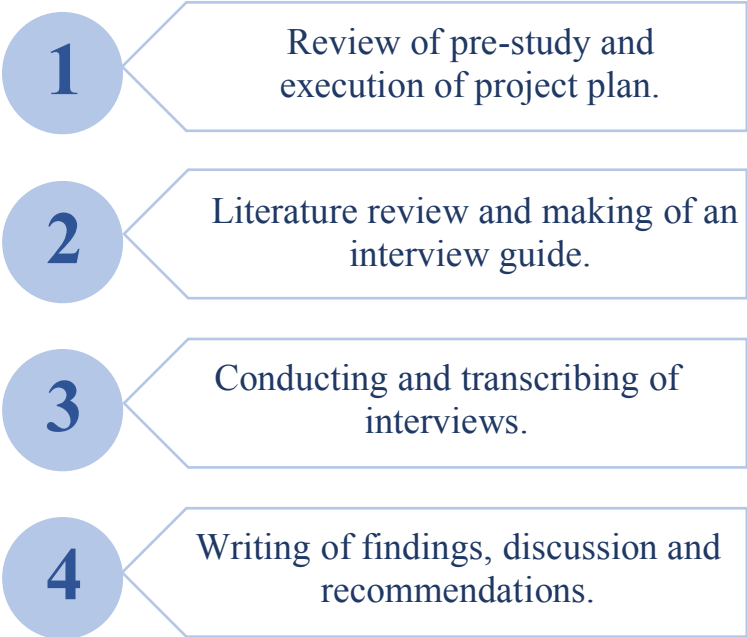 1
Review of pre-study and
execution of project plan.
2
Literature review and making of an
interview guide.
3
Conducting and transcribing of
interviews.
4
Writing of findings, discussion and
recommendations.